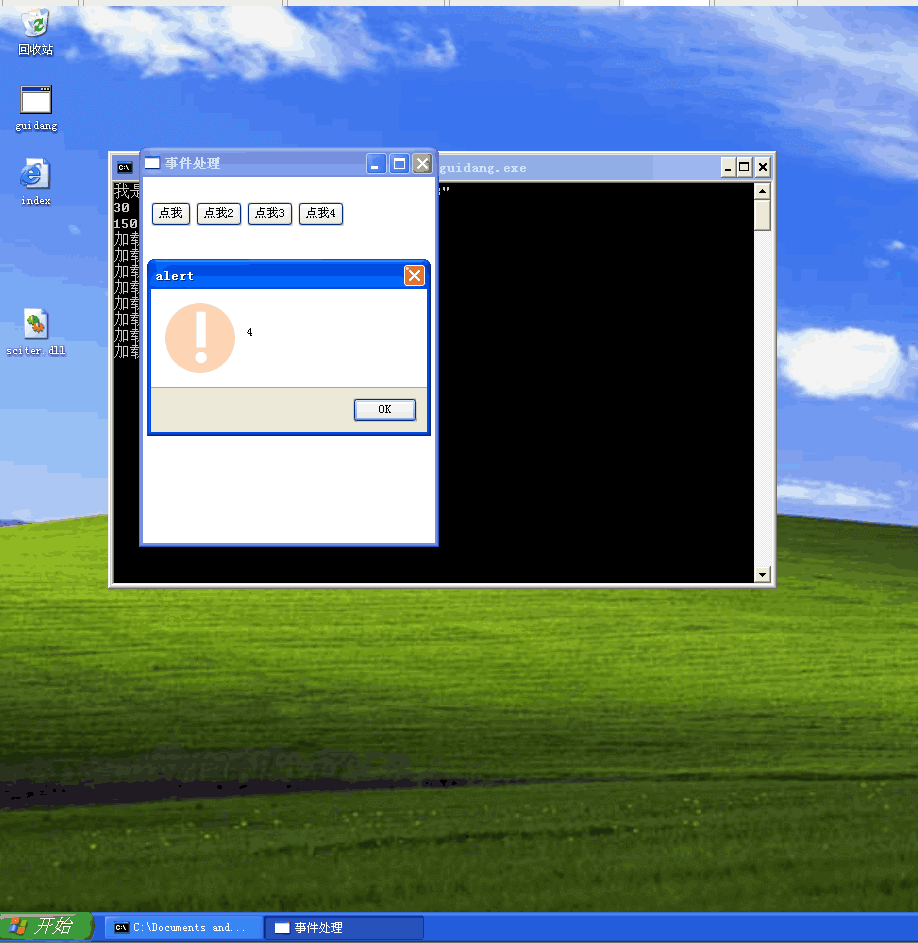 回收站
guidang
index
sciter.dll
事件处理
guidang.exe
我是
"
30
150
加载
加载
加载
加载
加载
加载
加载
加载
点我
点我2
点我3
点我4
alert
4
OK
开始
C:\Documents and...
事件处理